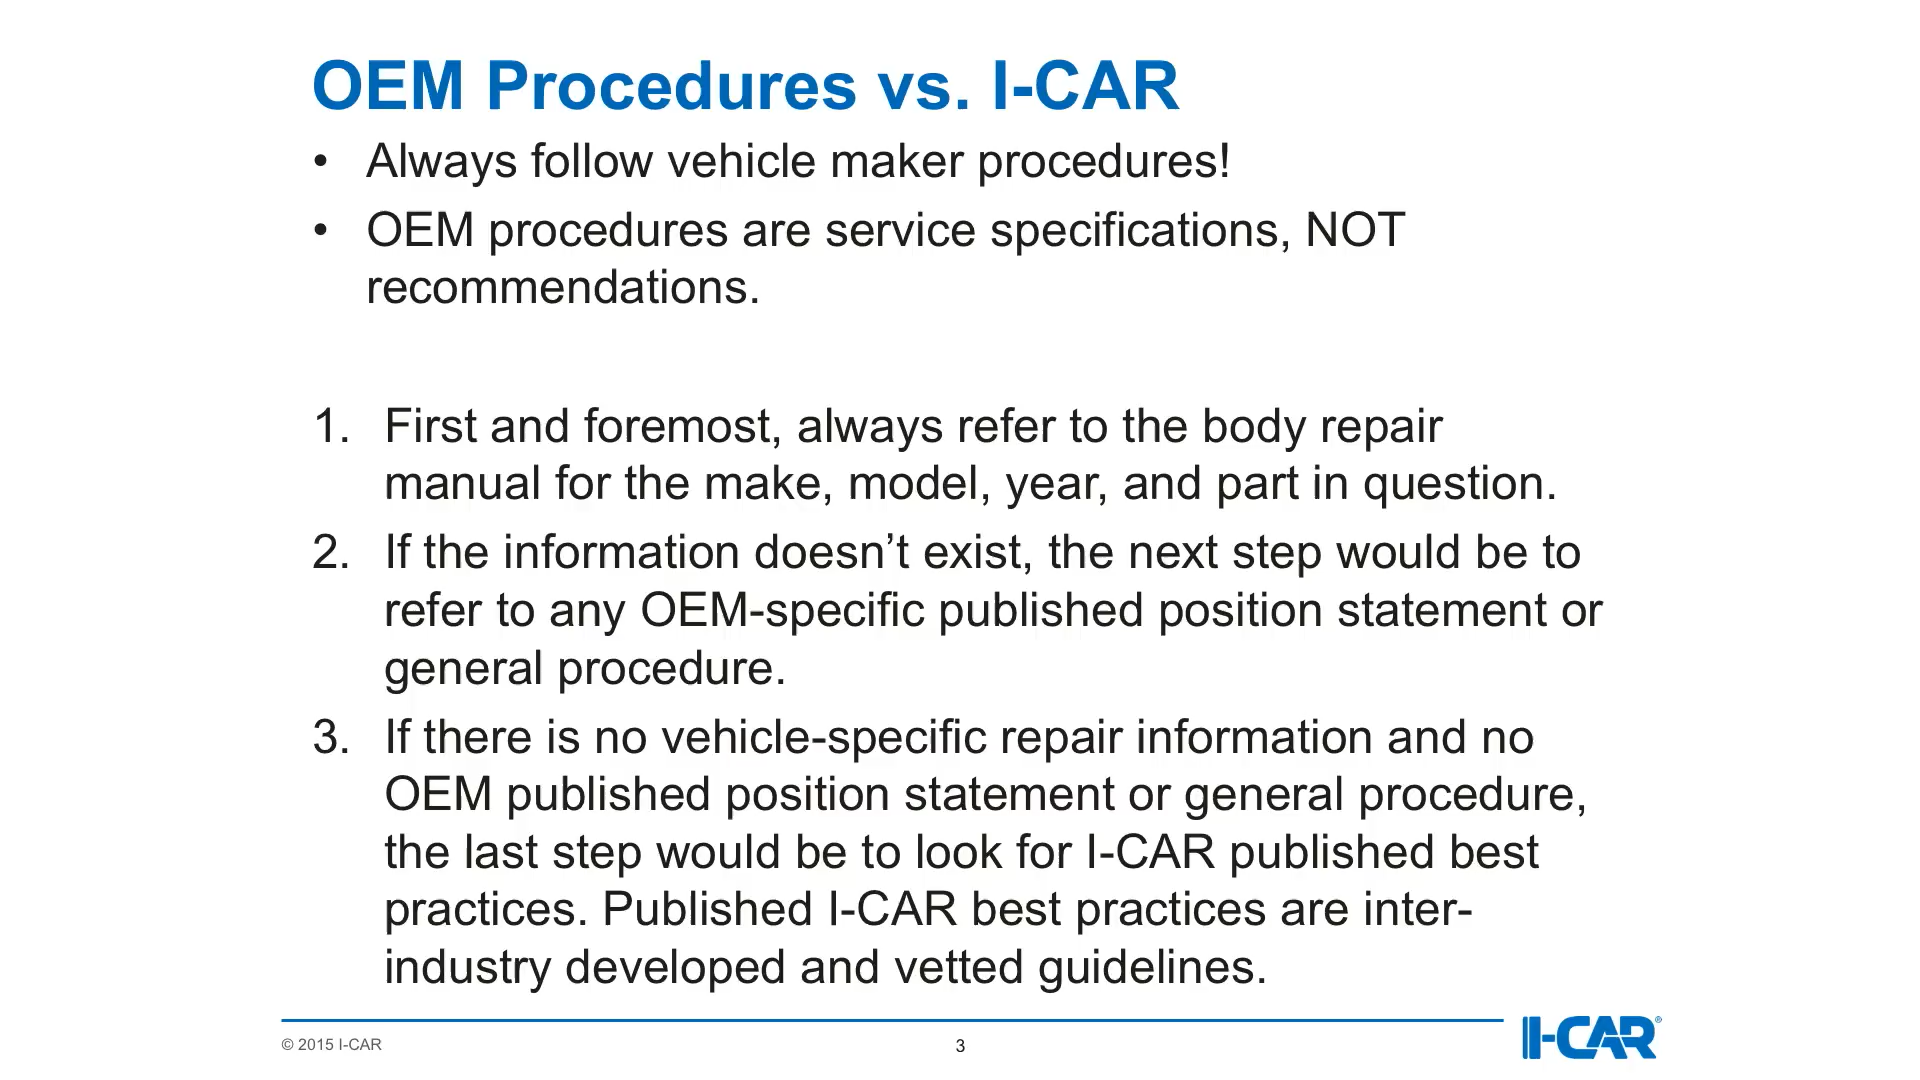 OEM Procedures vs. I-CAR
• Always follow vehicle maker procedures!
• OEM procedures are service specifications, NOT
recommendations.
1. First and foremost, always refer to the body repair
manual for the make, model, year, and part in question.
2. If the information doesn’t exist, the next step would be to
refer to any OEM-specific published position statement or
general procedure.
3. If there is no vehicle-specific repair information and no
OEM published position statement or general procedure,
the last step would be to look for I-CAR published best
practices. Published I-CAR best practices are inter-
industry developed and vetted guidelines.
© 2015 I-CAR
3
I-CAR®